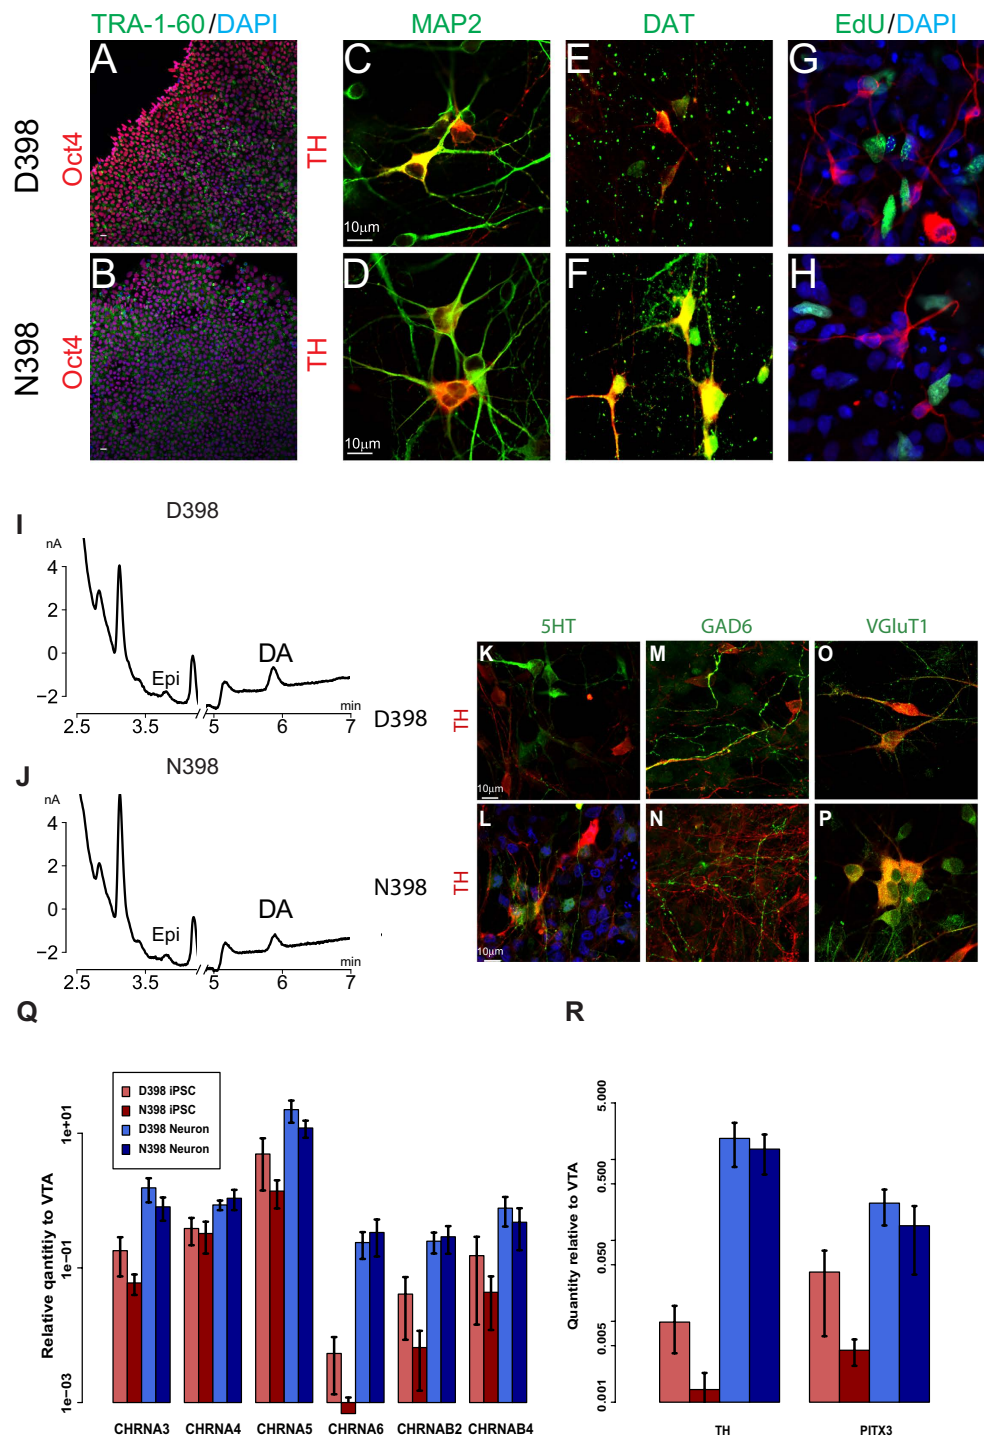 TRA-1-60/DAPI MAP2 DAT EdU/DAPI
A C E G
D398 Oct4 TH
10µm
B D F H
N398 Oct4 TH
10µm
I D398
nA
4
2
0
−2
Epi DA
min
2.5 3.5 5 6 7
J N398
nA
4
2
0
−2
Epi DA
min
2.5 3.5 5 6 7
5HT GAD6 VGluT1
K M O
D398 TH
10µm
L N P
N398 TH
10µm
Q
Relative qantitiy to VTA
1e+01
1e−01
1e−03
D398 iPSC
N398 iPSC
D398 Neuron
N398 Neuron
CHRNA3 CHRNA4 CHRNA5 CHRNA6 CHRNAB2 CHRNAB4
R
Quantity relative to VTA
5.000
0.500
0.050
0.005
0.001
TH PITX3